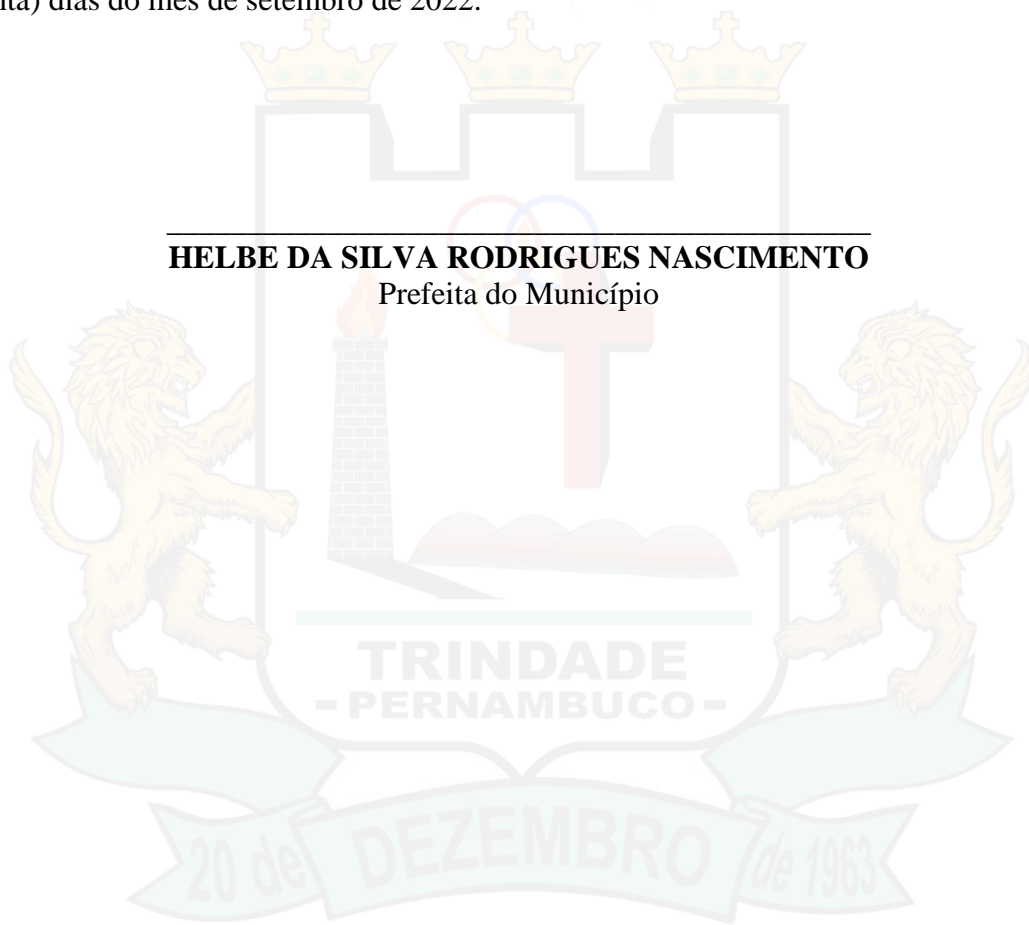 dias do mês de setembro de 2022.
HELBE DA SILVA RODRIGUES NASCIMENTO
Prefeita do Município
TRINDADE
- PERNAMBUCO -
20 de DEZEMBRO de 1963